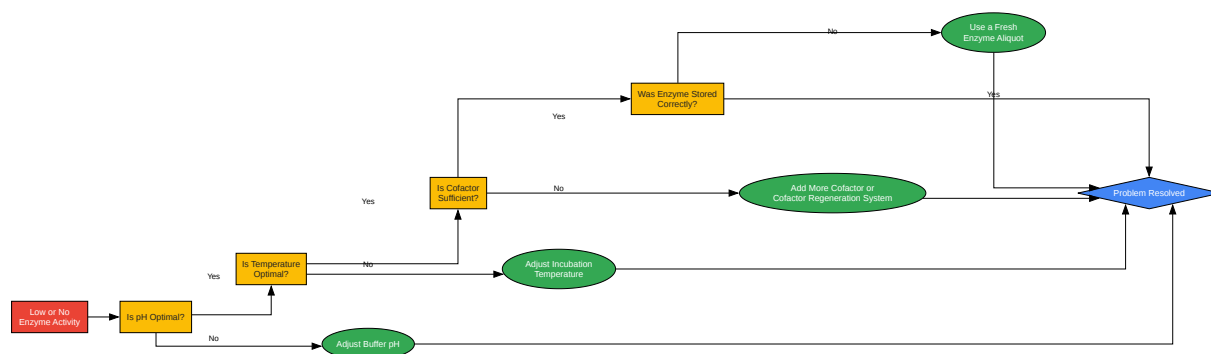 Low or No
Enzyme Activity
Is pH Optimal?
Yes
No
Adjust Buffer pH
Is Temperature
Optimal?
Yes
No
Adjust Incubation
Temperature
Is Cofactor
Sufficient?
Yes
No
Add More Cofactor or
Cofactor Regeneration System
Was Enzyme Stored
Correctly?
No
Use a Fresh
Enzyme Aliquot
Yes
Problem Resolved